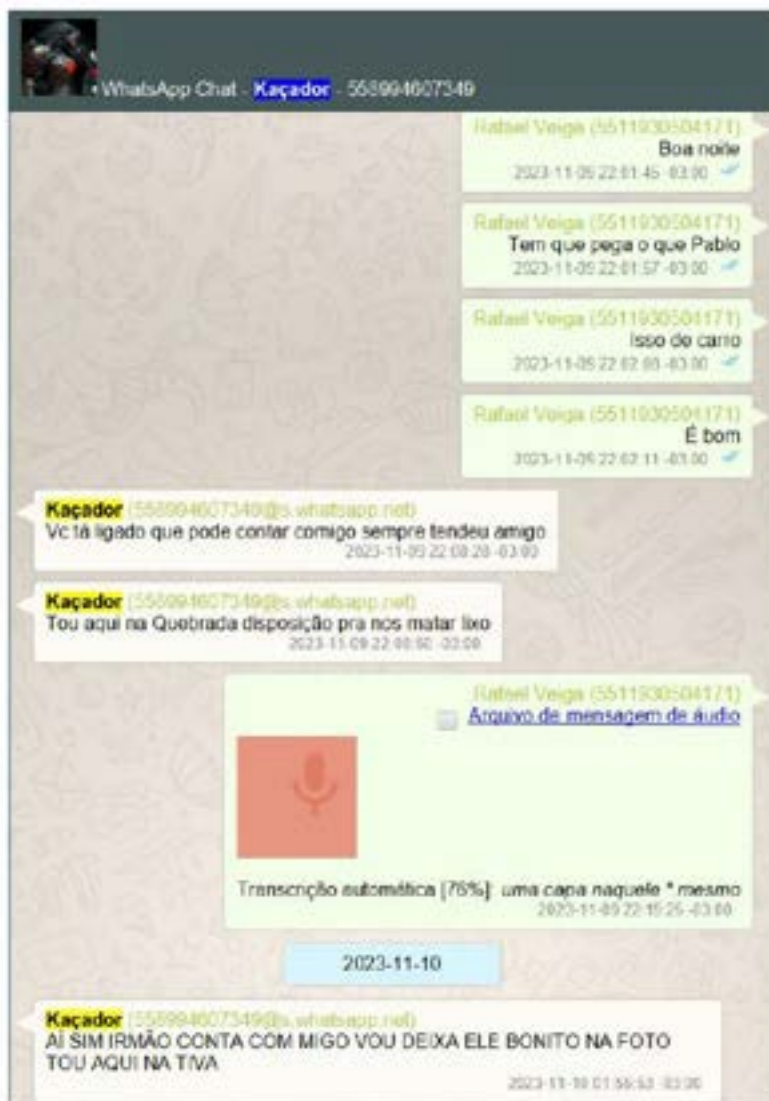 WhatsApp Chat - Kaçador - 558994607349
Rafael Veiga (5511930504171)
Boa noite
2023-11-09 22:01:45 -03:00
Rafael Veiga (5511930504171)
Tem que pega o que Pablo
2023-11-09 22:01:57 -03:00
Rafael Veiga (5511930504171)
Isso de carro
2023-11-09 22:02:08 -03:00
Rafael Veiga (5511930504171)
É bom
2023-11-09 22:02:11 -03:00
Kaçador (558994607349@s.whatsapp.net)
Vc tá ligado que pode contar comigo sempre tendeu amigo
2023-11-09 22:08:28 -03:00
Kaçador (558994607349@s.whatsapp.net)
Tou aqui na Quebrada disposição pra nos matar lixo
2023-11-09 -03:00
Rafael Veiga (5511930504171)
Arquivo de mensagem de áudio
Transcrição automática [76%]: uma capa naquele * mesmo
2023-11-09 22:15:25 -03:00
2023-11-10
Kaçador (558994607349@s.whatsapp.net)
AÍ SIM IRMÃO CONTA COM MIGO VOU DEIXA ELE BONITO NA FOTO
TOU AQUI NA TIVA
2023-11-10 01:56:53 -03:00